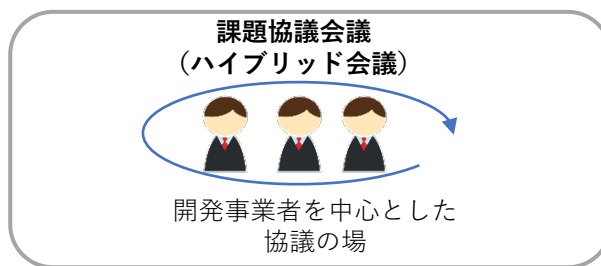 課題協議会議
（ハイブリッド会議）
開発事業者を中心とした
協議の場